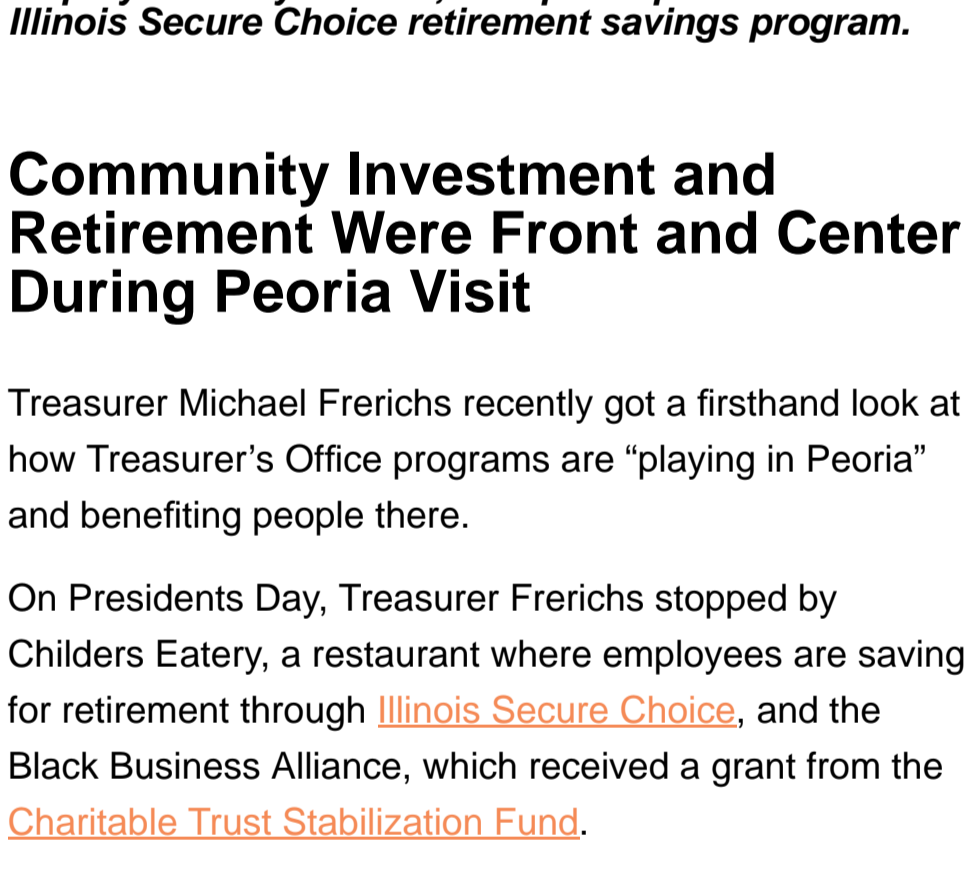 Illinois Secure Choice retirement savings program.
Community Investment and
Retirement Were Front and Center
During Peoria Visit
Treasurer Michael Frerichs recently got a firsthand look at
how Treasurer’s Office programs are “playing in Peoria”
and benefiting people there.
On Presidents Day, Treasurer Frerichs stopped by
Childers Eatery, a restaurant where employees are saving
for retirement through Illinois Secure Choice, and the
Black Business Alliance, which received a grant from the
Charitable Trust Stabilization Fund.